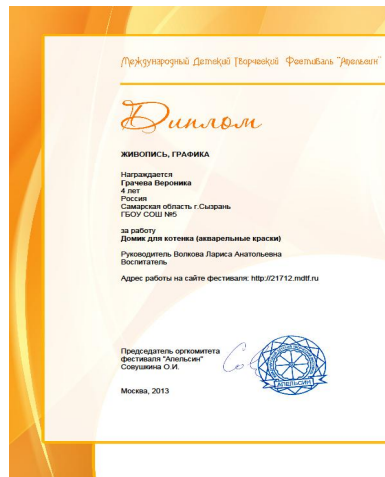 Международный Детский Творческий Фестиваль "Апельсин"
Диплом
ЖИВОПИСЬ, ГРАФИКА
Награждается
Грачева Вероника
4 лет
Россия
Самарская область г.Сызрань
ГБОУ СОШ №5
за работу
Домик для котенка (акварельные краски)
Руководитель Волкова Лариса Анатольевна
Воспитатель
Адрес работы на сайте фестиваля: http://21712.mdtf.ru
Председатель оргкомитета
фестиваля "Апельсин"
Совушкина О.И.
АПЕЛЬСИН
Москва, 2013